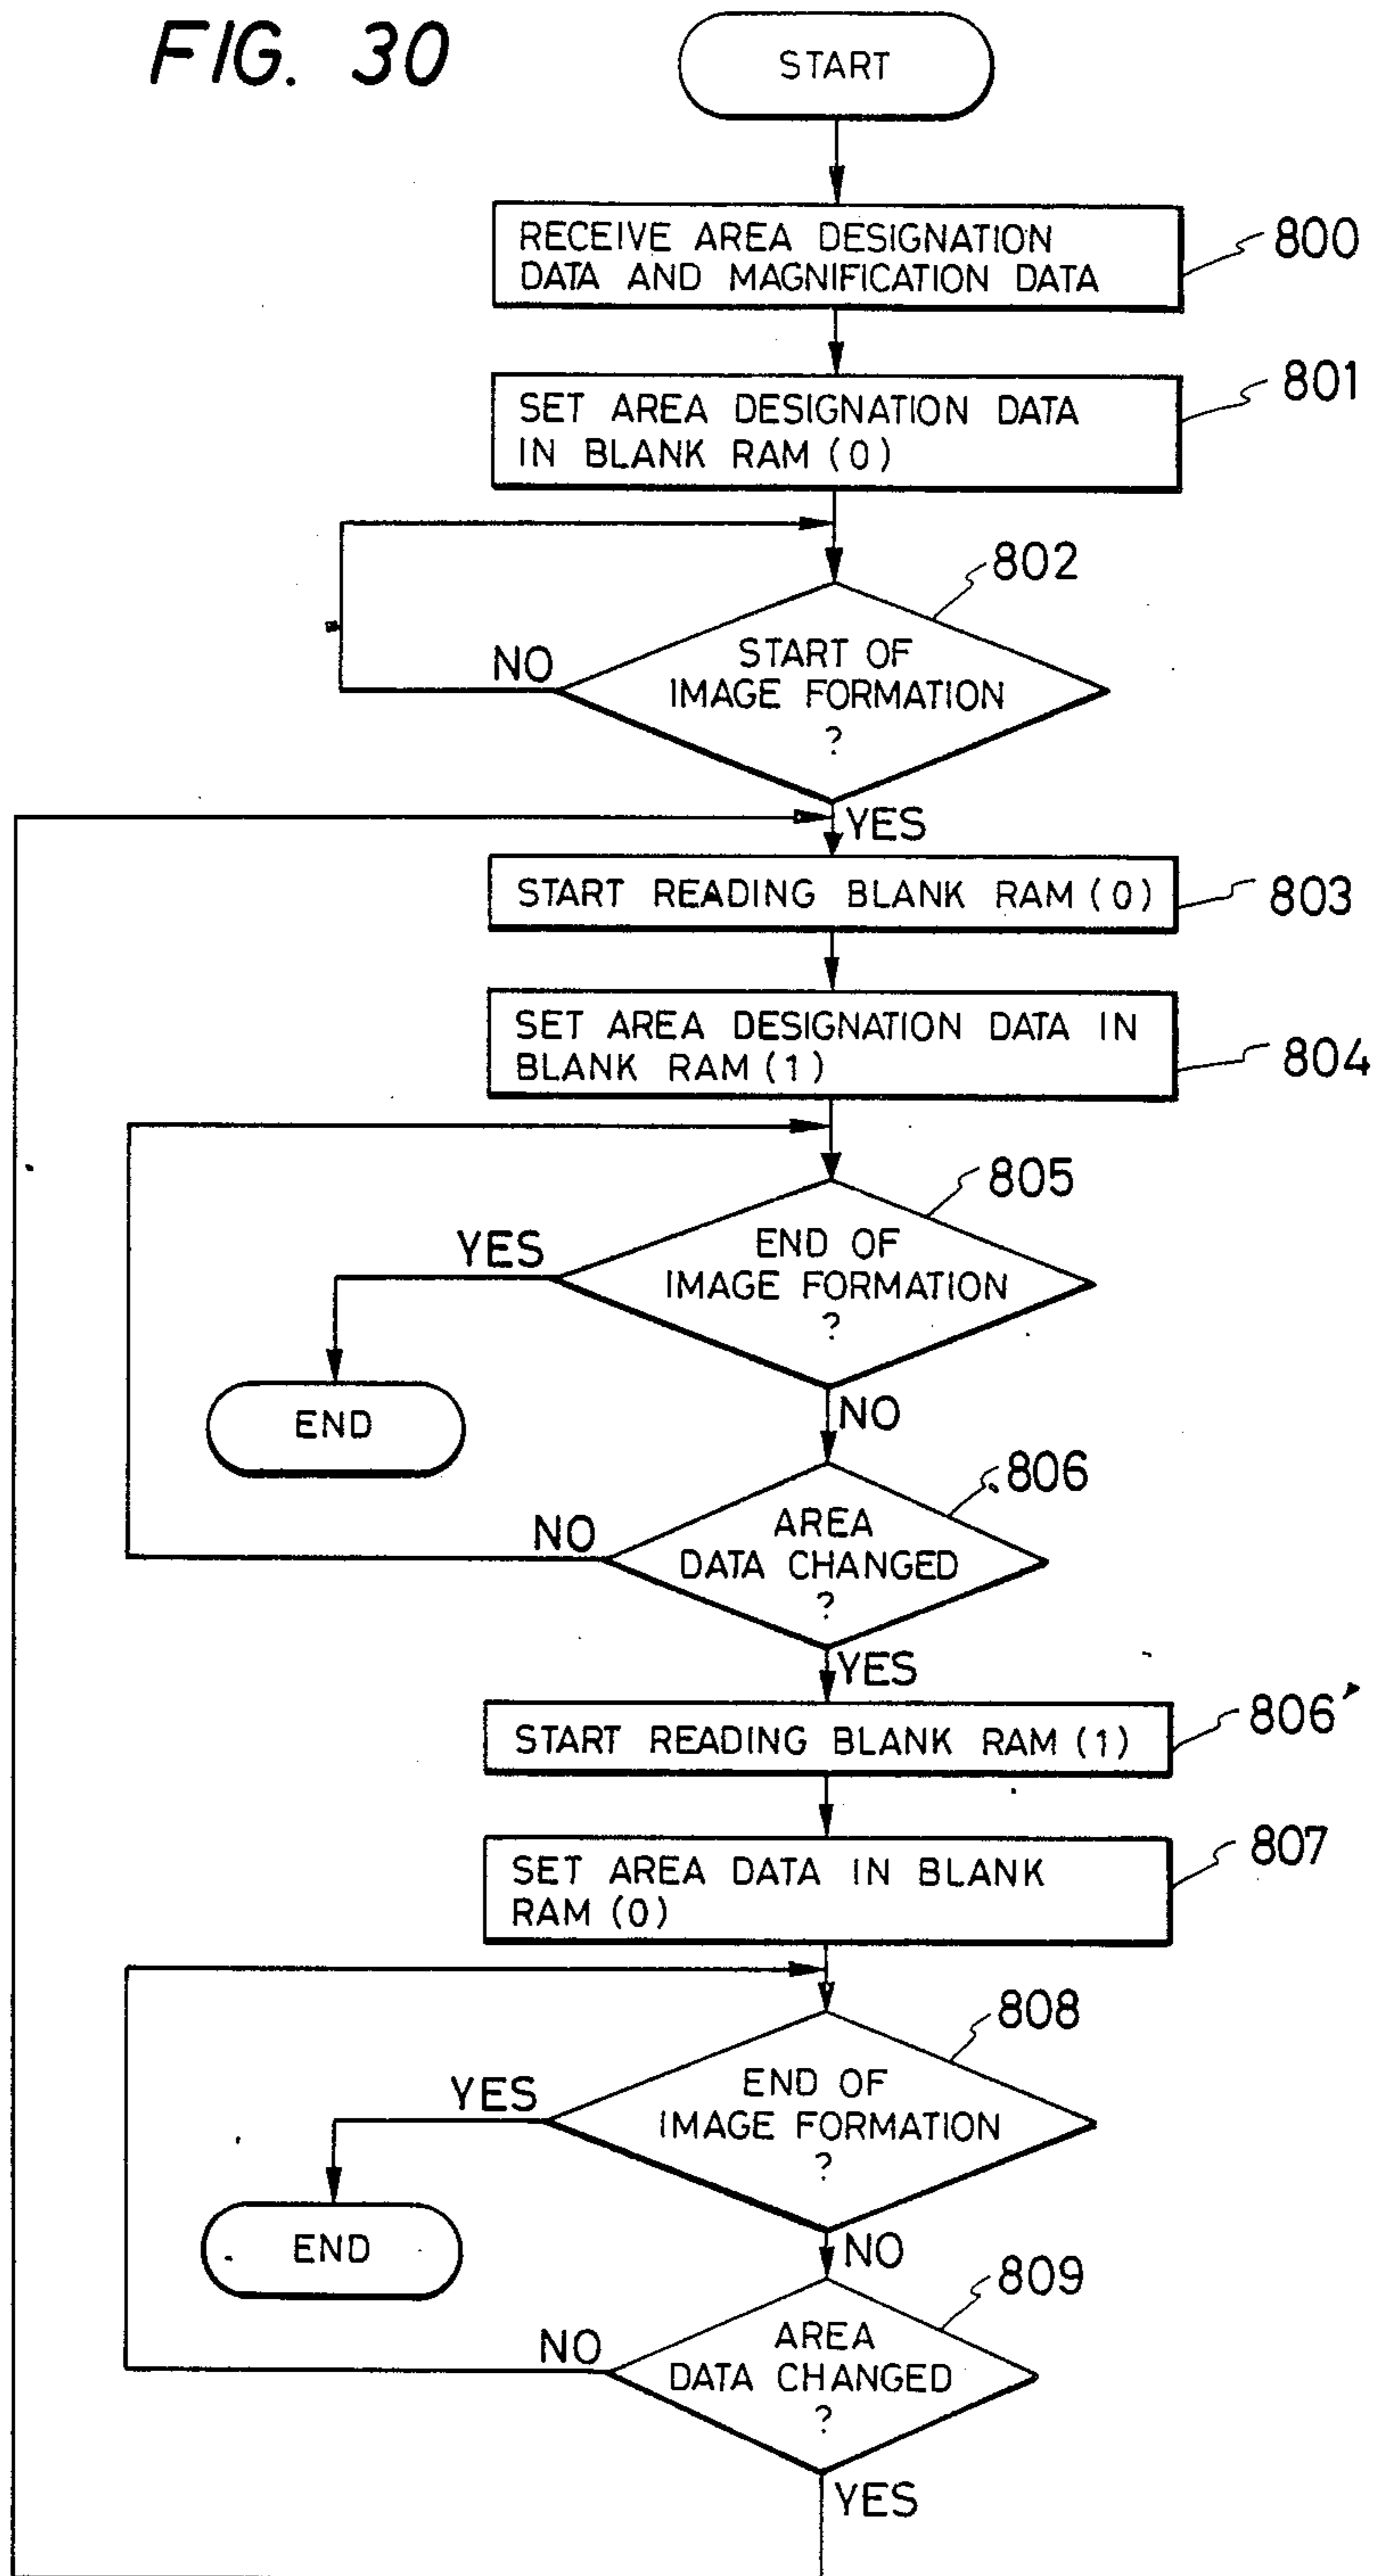 FIG. 30
START
RECEIVE AREA DESIGNATION
DATA AND MAGNIFICATION DATA
800
SET AREA DESIGNATION DATA
IN BLANK RAM (0)
801
802
START OF
IMAGE FORMATION
?
NO
YES
START READING BLANK RAM (0)
803
SET AREA DESIGNATION DATA IN
BLANK RAM (1)
804
805
END OF
IMAGE FORMATION
?
YES
END
NO
806
AREA
DATA CHANGED
?
NO
YES
START READING BLANK RAM (1)
806'
SET AREA DATA IN BLANK
RAM (0)
807
808
END OF
IMAGE FORMATION
?
YES
END
NO
809
AREA
DATA CHANGED
?
NO
YES